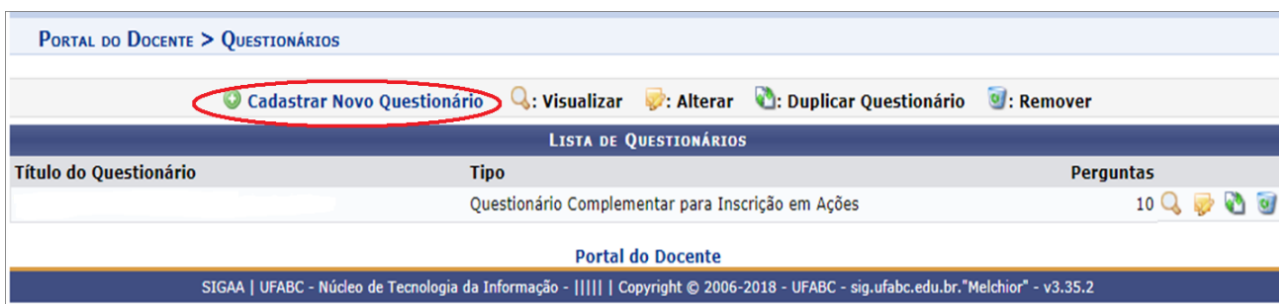 PORTAL DO DOCENTE > QUESTIONÁRIOS
Cadastrar Novo Questionário : Visualizar : Alterar : Duplicar Questionário : Remover
LISTA DE QUESTIONÁRIOS
Título do Questionário Tipo Perguntas
Questionário Complementar para Inscrição em Ações 10
Portal do Docente
SIGAA | UFABC - Núcleo de Tecnologia da Informação - ||||| | Copyright © 2006-2018 - UFABC - sig.ufabc.edu.br."Melchior" - v3.35.2